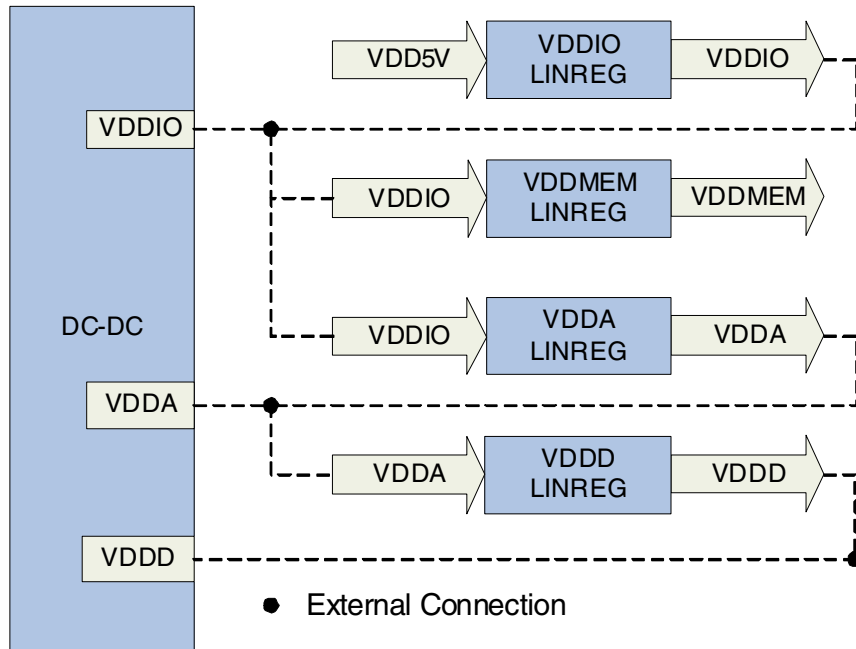 VDD5V
VDDIO
LINREG
VDDIO
VDDIO
VDDIO
VDDMEM
LINREG
VDDMEM
DC-DC
VDDIO
VDDA
LINREG
VDDA
VDDA
VDDA
VDDD
LINREG
VDDD
VDDD
External Connection